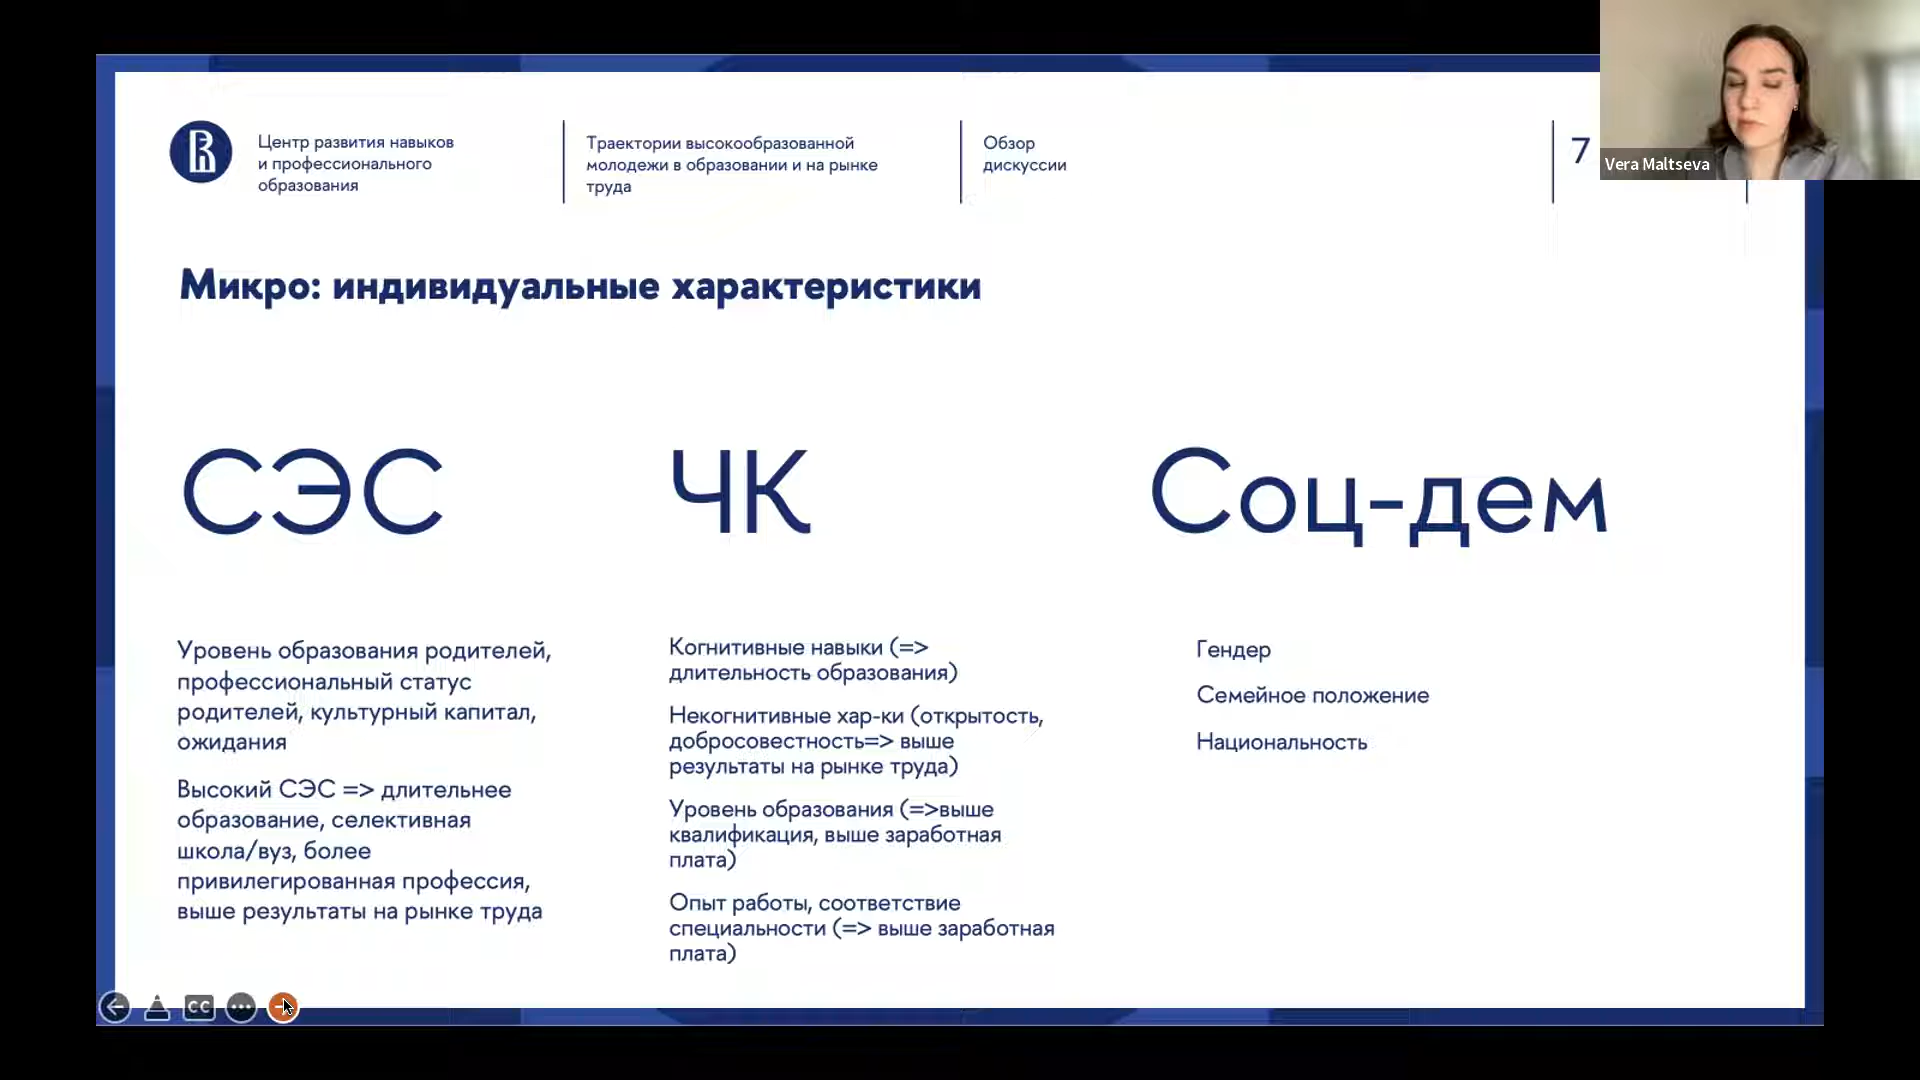 Центр развития навыков
и профессионального
образования
Траектории высокообразованной
молодежи в образовании и на рынке
труда
Обзор
дискуссии
7
Vera Maltseva
Микро: индивидуальные характеристики
СЭС
ЧК
Соц-дем
Уровень образования родителей,
профессиональный статус
родителей, культурный капитал,
ожидания
Высокий СЭС => длительнее
образование, селективная
школа/вуз, более
привилегированная профессия,
выше результаты на рынке труда
Когнитивные навыки (=>
длительность образования)
Некогнитивные хар-ки (открытость,
добросовестность=> выше
результаты на рынке труда)
Уровень образования (=>выше
квалификация, выше заработная
плата)
Опыт работы, соответствие
специальности (=> выше заработная
плата)
Гендер
Семейное положение
Национальность
CC